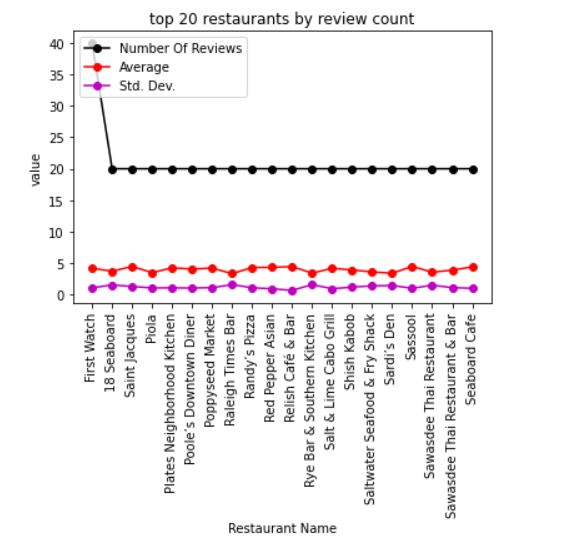 top 20 restaurants by review count
Number Of Reviews
Average
Std. Dev.
value
40
35
30
25
20
15
10
5
0
First Watch
18 Seaboard
Saint Jacques
Piola
Plates Neighborhood Kitchen
Poole's Downtown Diner
Poppyseed Market
Raleigh Times Bar
Randy's Pizza
Red Pepper Asian
Relish Café & Bar
Rye Bar & Southern Kitchen
Salt & Lime Cabo Grill
Shish Kabob
Saltwater Seafood & Fry Shack
Sardi's Den
Sassool
Sawasdee Thai Restaurant
Sawasdee Thai Restaurant & Bar
Seaboard Cafe
Restaurant Name